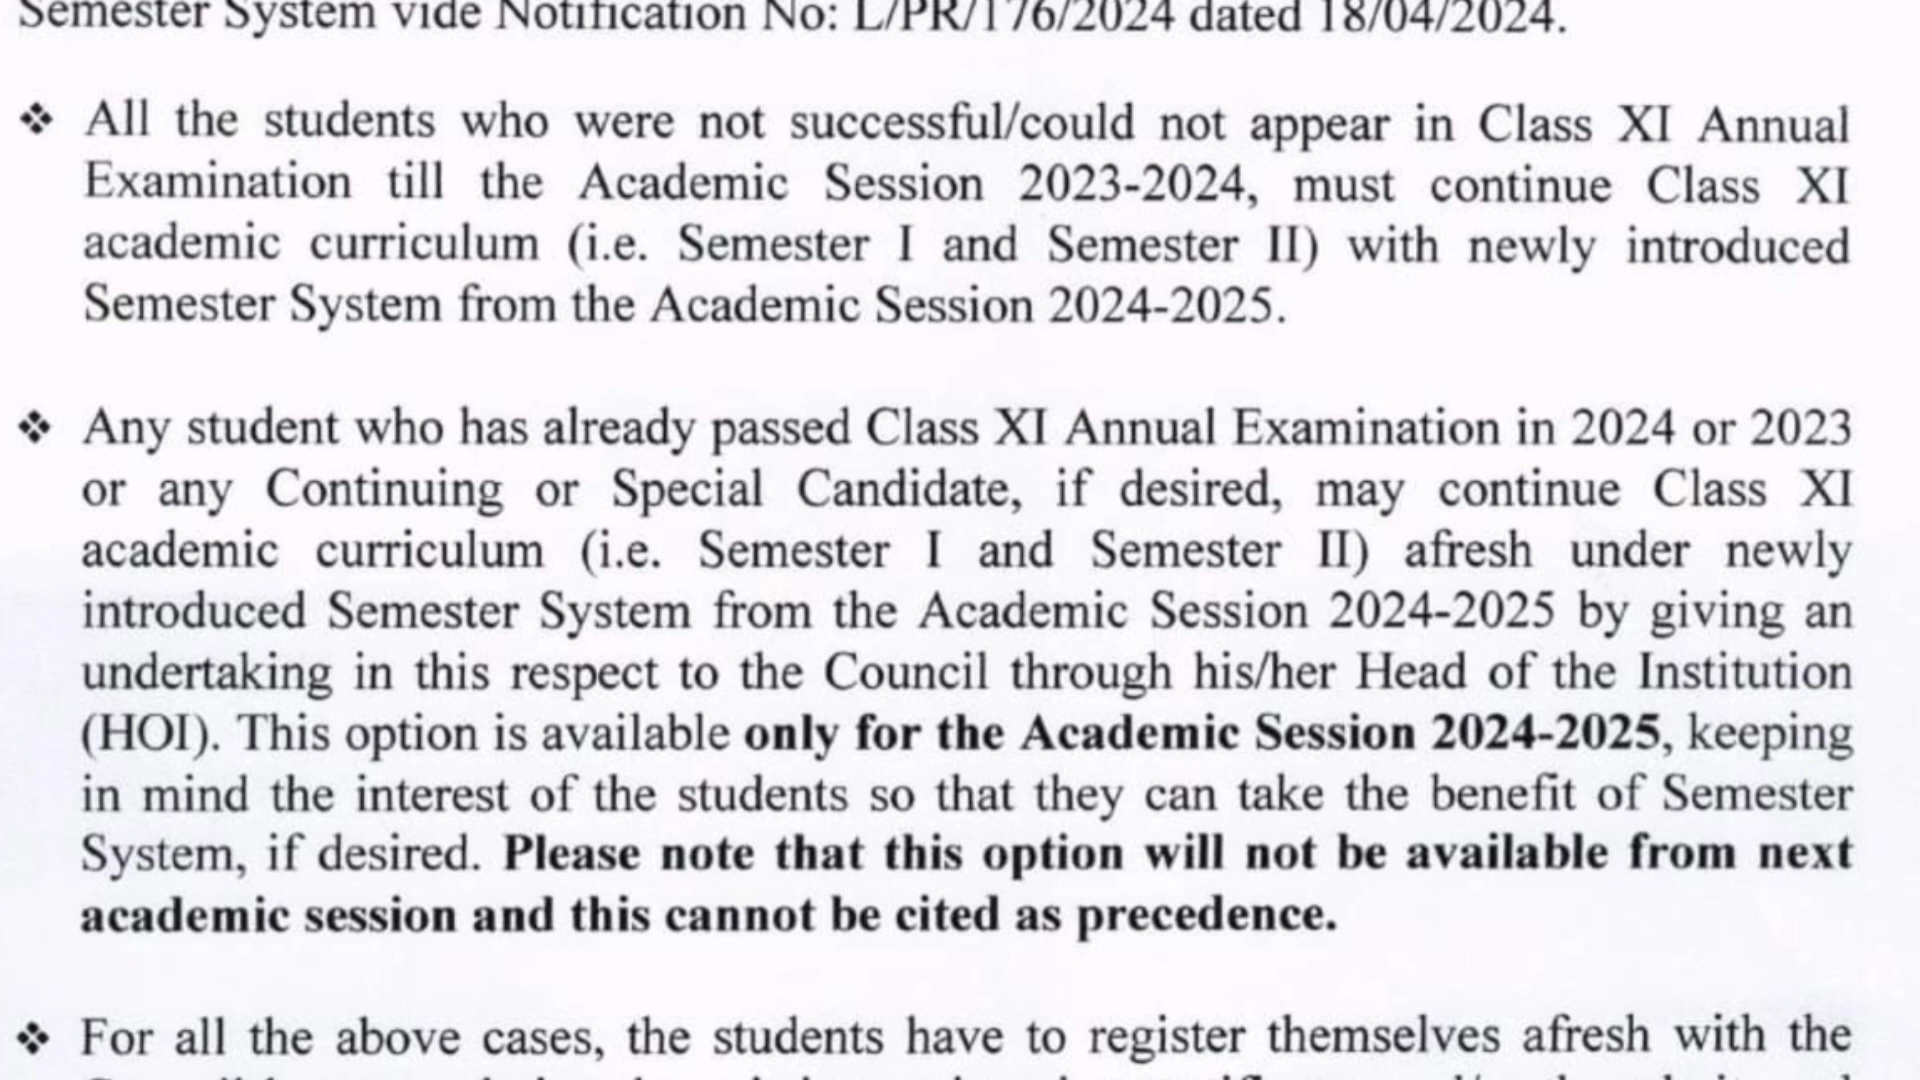 Semester System vide Notification No: L/PR/176/2024 dated 18/04/2024.
❖ All the students who were not successful/could not appear in Class XI Annual
Examination till the Academic Session 2023-2024, must continue Class XI
academic curriculum (i.e. Semester I and Semester II) with newly introduced
Semester System from the Academic Session 2024-2025.
❖ Any student who has already passed Class XI Annual Examination in 2024 or 2023
or any Continuing or Special Candidate, if desired, may continue Class XI
academic curriculum (i.e. Semester I and Semester II) afresh under newly
introduced Semester System from the Academic Session 2024-2025 by giving an
undertaking in this respect to the Council through his/her Head of the Institution
(HOI). This option is available only for the Academic Session 2024-2025, keeping
in mind the interest of the students so that they can take the benefit of Semester
System, if desired. Please note that this option will not be available from next
academic session and this cannot be cited as precedence.
❖ For all the above cases, the students have to register themselves afresh with the